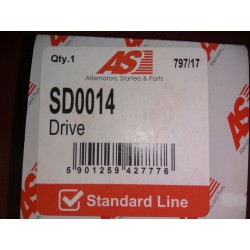 Qty.1
797/17
AS
Alternators, Starters & Parts
SD0014
Drive
5 901259 427776
Standard Line